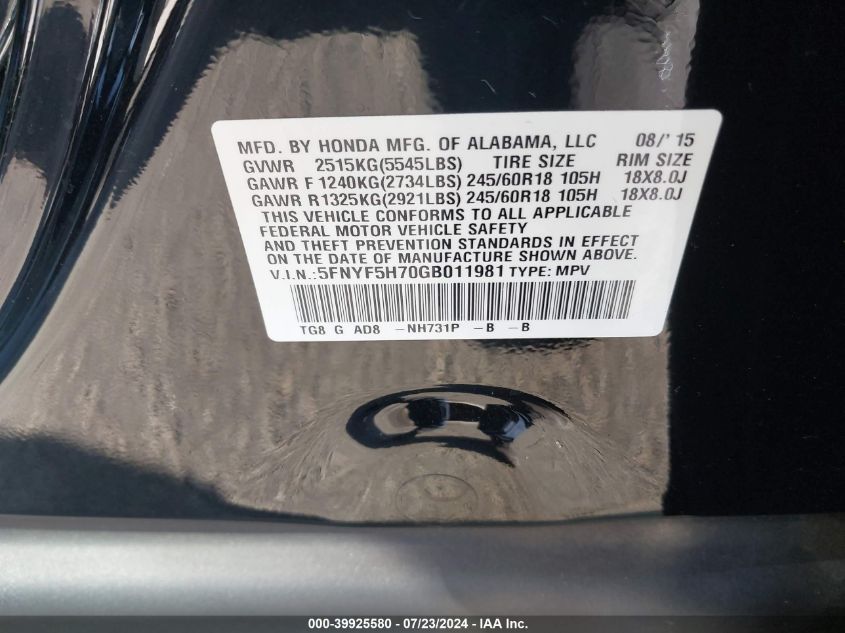 MFD. BY HONDA MFG. OF ALABAMA, LLC 08/' 15
GVWR 2515KG(5545LBS) TIRE SIZE RIM SIZE
GAWR F 1240KG(2734LBS) 245/60R18 105H 18X8.0J
GAWR R1325KG(2921LBS) 245/60R18 105H 18X8.0J
THIS VEHICLE CONFORMS TO ALL APPLICABLE
FEDERAL MOTOR VEHICLE SAFETY
AND THEFT PREVENTION STANDARDS IN EFFECT
ON THE DATE OF MANUFACTURE SHOWN ABOVE.
V.I.N.:5FNYF5H70GB011981 TYPE: MPV
TG8 G AD8 -NH731P -B -B
000-39925580 / 07/23/2024 - IAA Inc.